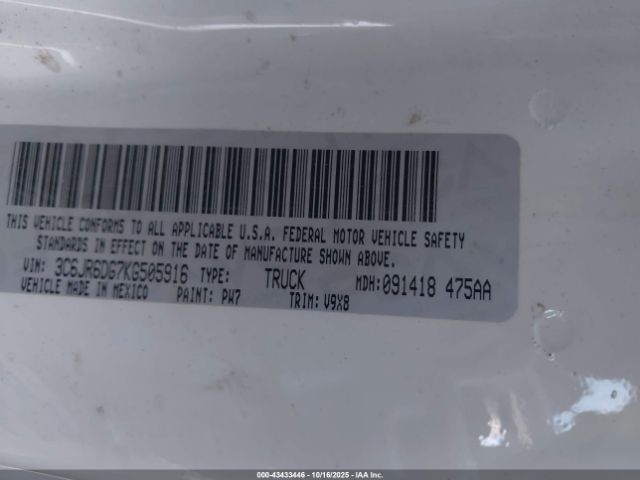 THIS VEHICLE CONFORMS TO ALL APPLICABLE U.S.A. FEDERAL MOTOR VEHICLE SAFETY
STANDARDS IN EFFECT ON THE DATE OF MANUFACTURE SHOWN ABOVE.
VIN: 3C6JR6DG7KG505916 TYPE: TRUCK MDH:091418 475AA
VEHICLE MADE IN MEXICO PAINT: PW7 TRIM: V9X8
000-43433446 - 10/16/2025 - IAA Inc.